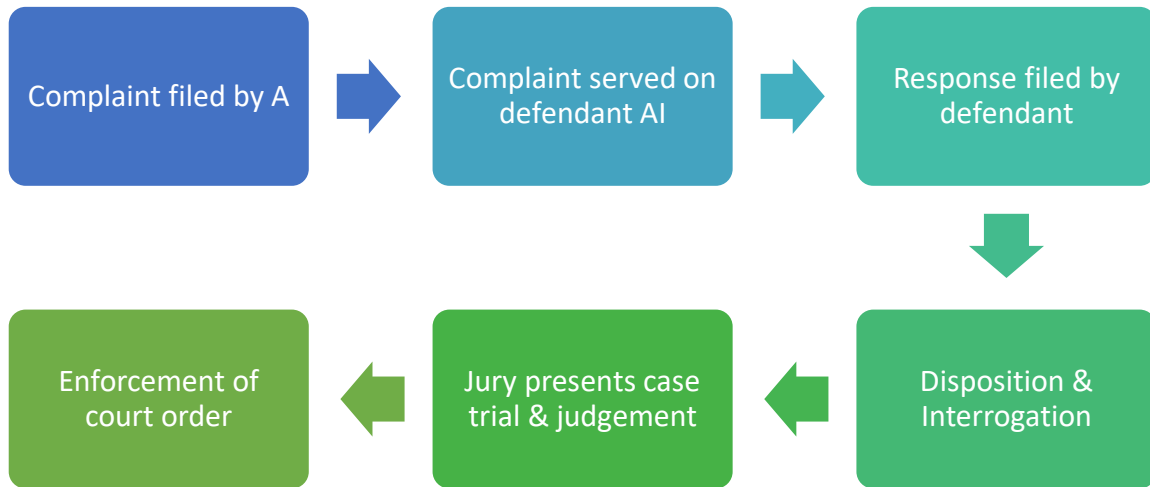 Complaint filed by A
Complaint served on
defendant AI
Response filed by
defendant
Disposition &
Interrogation
Jury presents case
trial & judgement
Enforcement of
court order